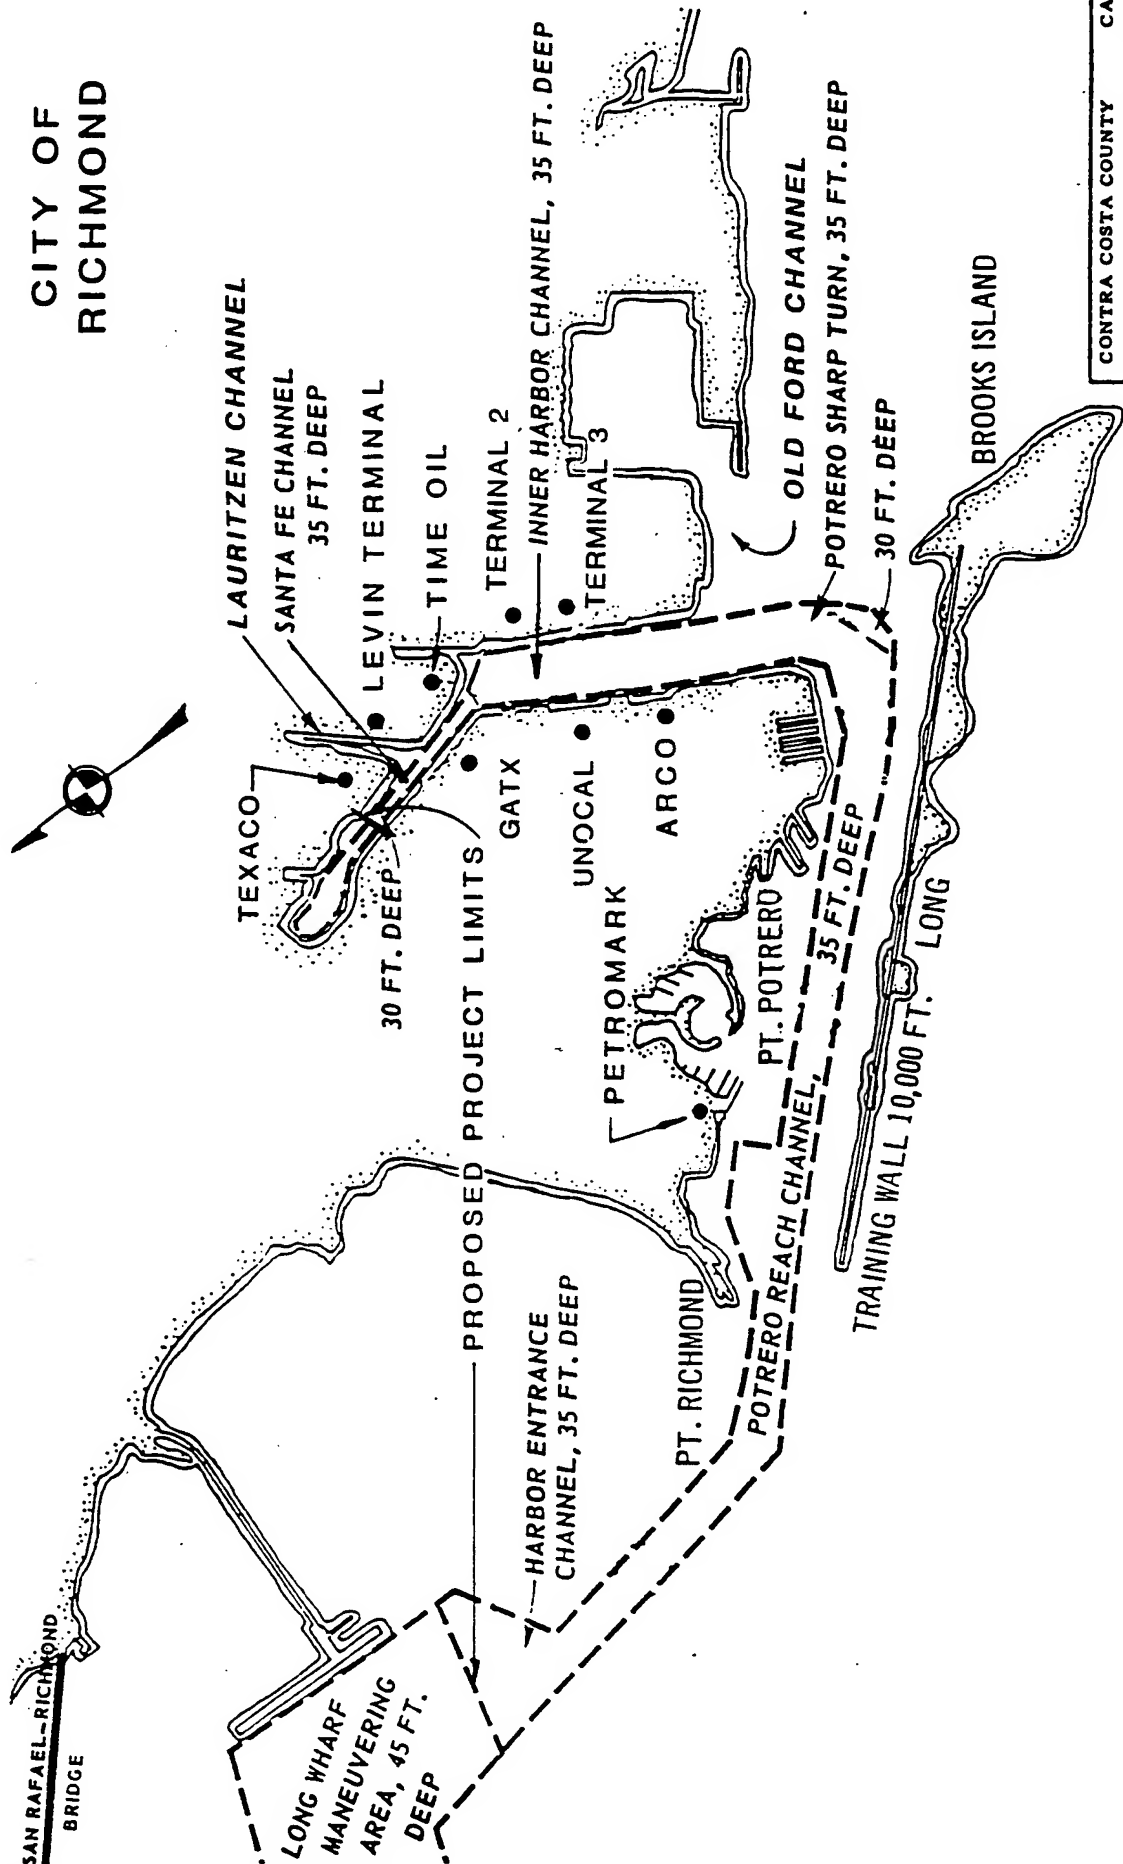 CITY OF
RICHMOND
LAURITZEN CHANNEL
SANTA FE CHANNEL
35 FT. DEEP
LEVIN TERMINAL
TIME OIL
TERMINAL 2
INNER HARBOR CHANNEL, 35 FT. DEEP
TERMINAL 3
OLD FORD CHANNEL
POTRERO SHARP TURN, 35 FT. DEEP
30 FT. DEEP
BROOKS ISLAND
CONTRA COSTA COUNTY CA
TEXACO
30 FT. DEEP
GATX
UNOCAL
ARCO
PETROMARK
PT. POTRERO
PROPOSED PROJECT LIMITS
HARBOR ENTRANCE
CHANNEL, 35 FT. DEEP
PT. RICHMOND
POTRERO REACH CHANNEL, 35 FT. DEEP
TRAINING WALL 10,000 FT. LONG
SAN RAFAEL-RICHMOND
BRIDGE
LONG WHARF
MANEUVERING
AREA, 45 FT.
DEEP